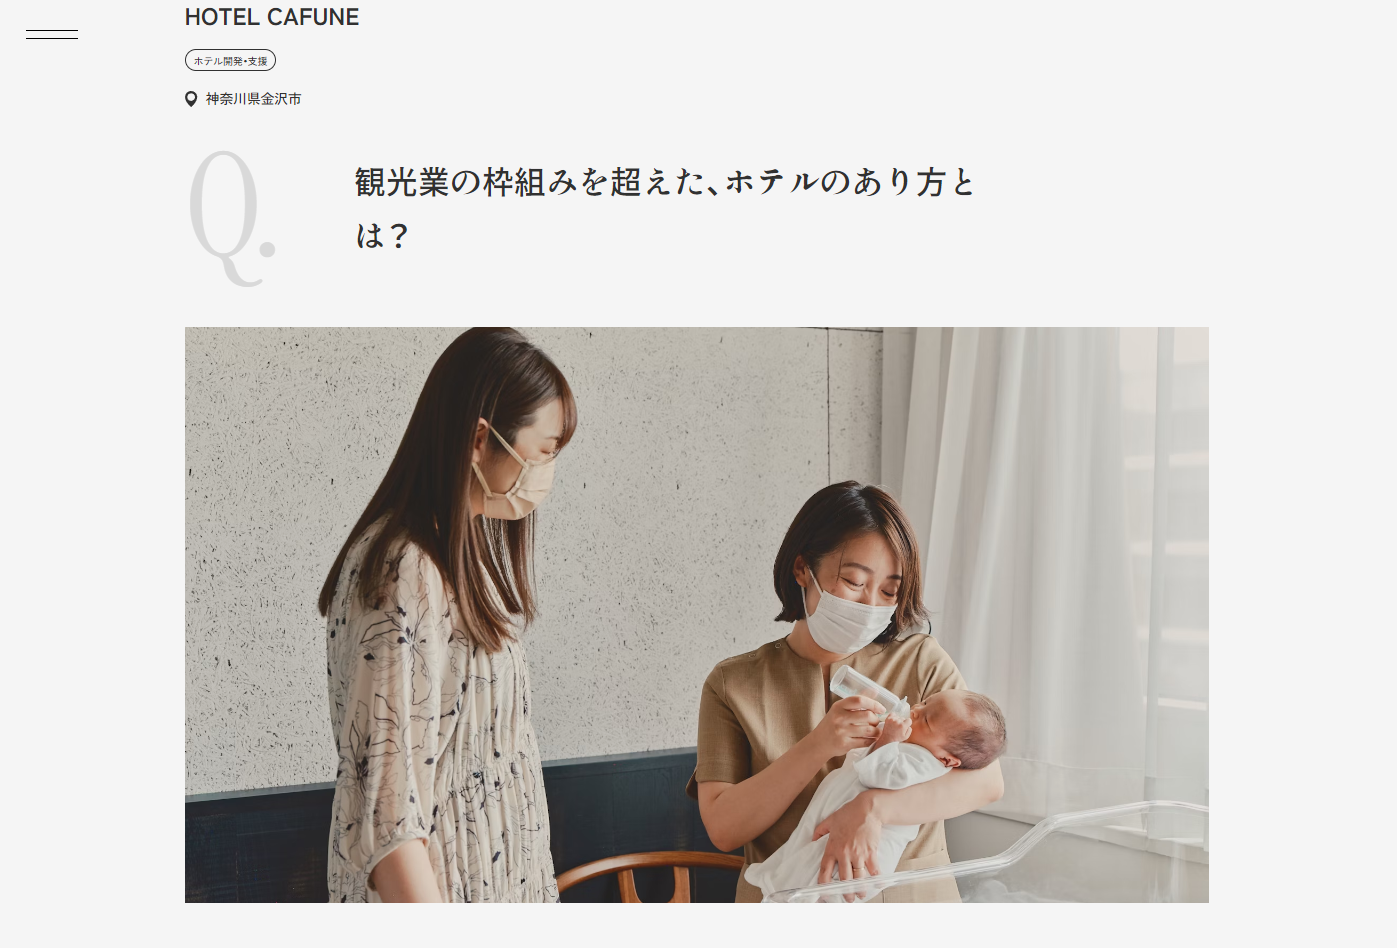 HOTEL CAFUNE
ホテル開発・支援
神奈川県金沢市
Q.
観光業の枠組みを超えた、ホテルのあり方と
は？